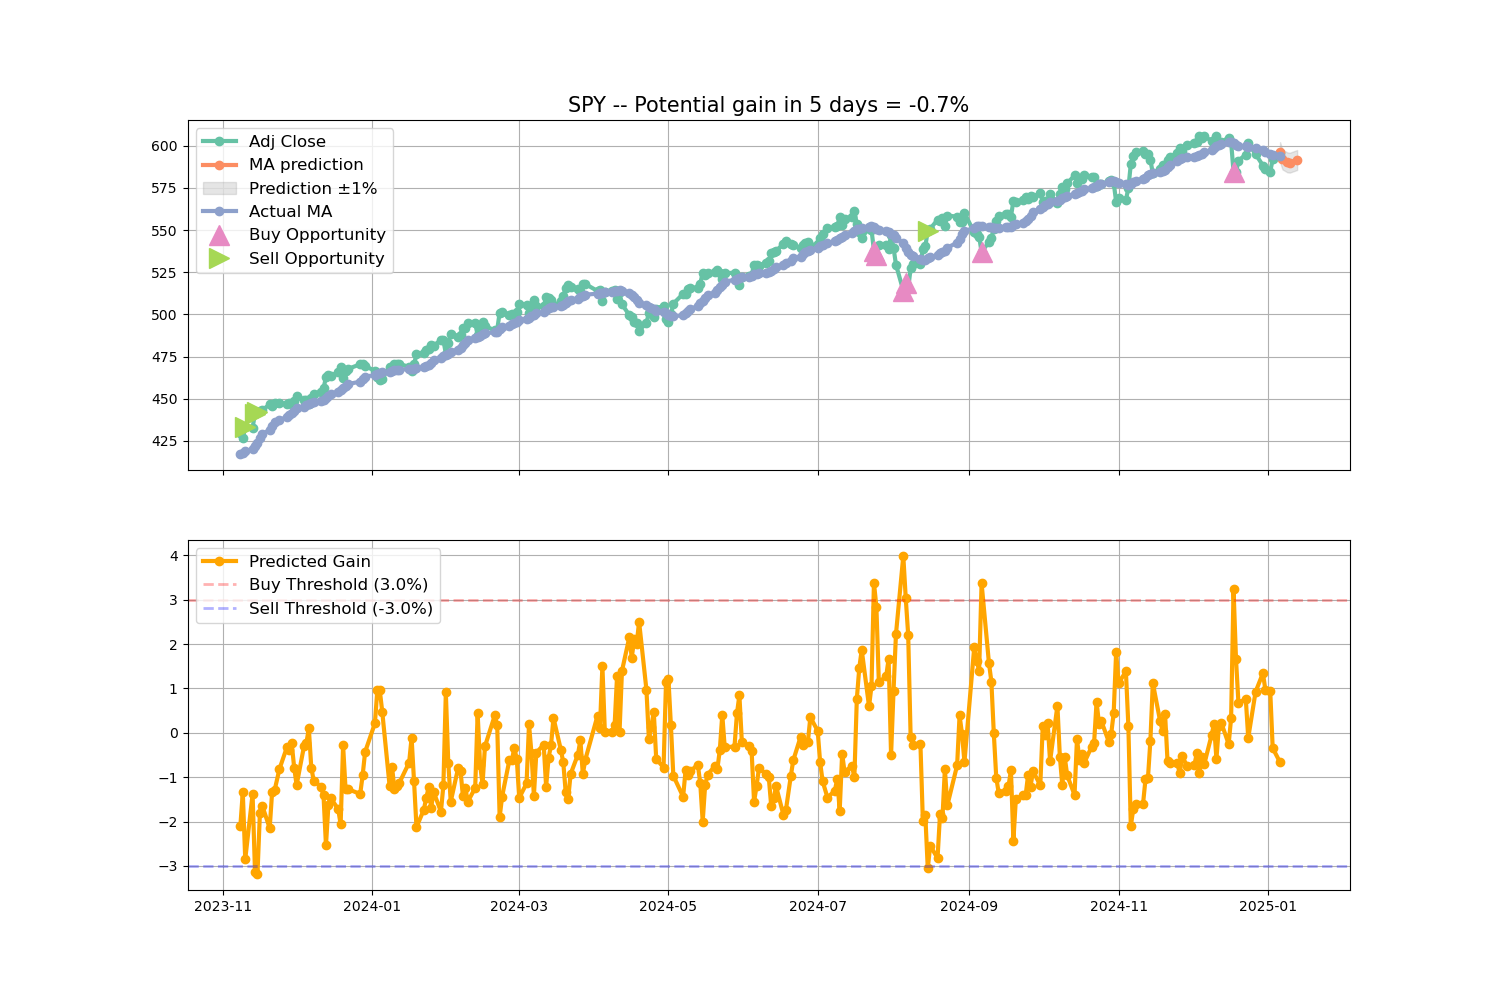 SPY -- Potential gain in 5 days = -0.7%
Adj Close
MA prediction
Prediction ±1%
Actual MA
Buy Opportunity
Sell Opportunity
600
575
550
525
500
475
450
425
Predicted Gain
Buy Threshold (3.0%)
Sell Threshold (-3.0%)
4
3
2
1
0
−1
−2
−3
2023-11
2024-01
2024-03
2024-05
2024-07
2024-09
2024-11
2025-01